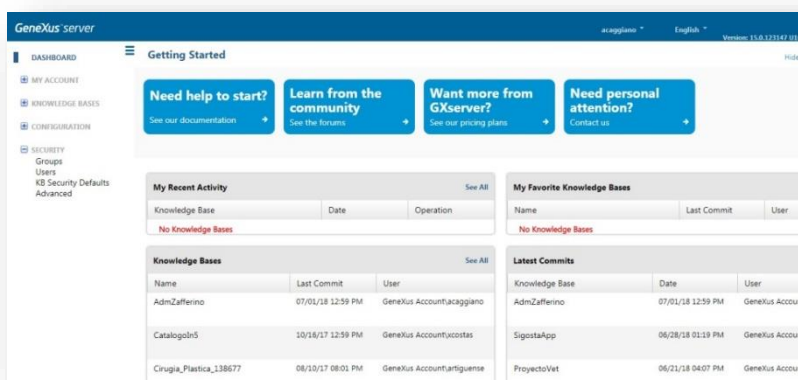 GeneXus server
acaggiano
English
Version: 15.0.123147 U1
DASHBOARD
MY ACCOUNT
KNOWLEDGE BASES
CONFIGURATION
SECURITY
Groups
Users
KB Security Defaults
Advanced
Getting Started
Hide
Need help to start?
See our documentation
Learn from the
community
See the forums
Want more from
GXserver?
See our pricing plans
Need personal
attention?
Contact us
My Recent Activity See All
Knowledge Base Date Operation
No Knowledge Bases
My Favorite Knowledge Bases
Name Last Commit User
No Knowledge Bases
Knowledge Bases See All
Name Last Commit User
AdmZafferino 07/01/18 12:59 PM GeneXus Account\acaggiano
CatalogoIn5 10/16/17 12:59 PM GeneXus Account\xcostas
Cirugia_Plastica_138677 08/10/17 08:01 PM GeneXus Account\artiguense
Latest Commits
Knowledge Base Date User
AdmZafferino 07/01/18 12:59 PM GeneXus Accou
SigostaApp 06/28/18 01:19 PM GeneXus Accou
ProyectoVet 06/21/18 04:07 PM GeneXus Accou